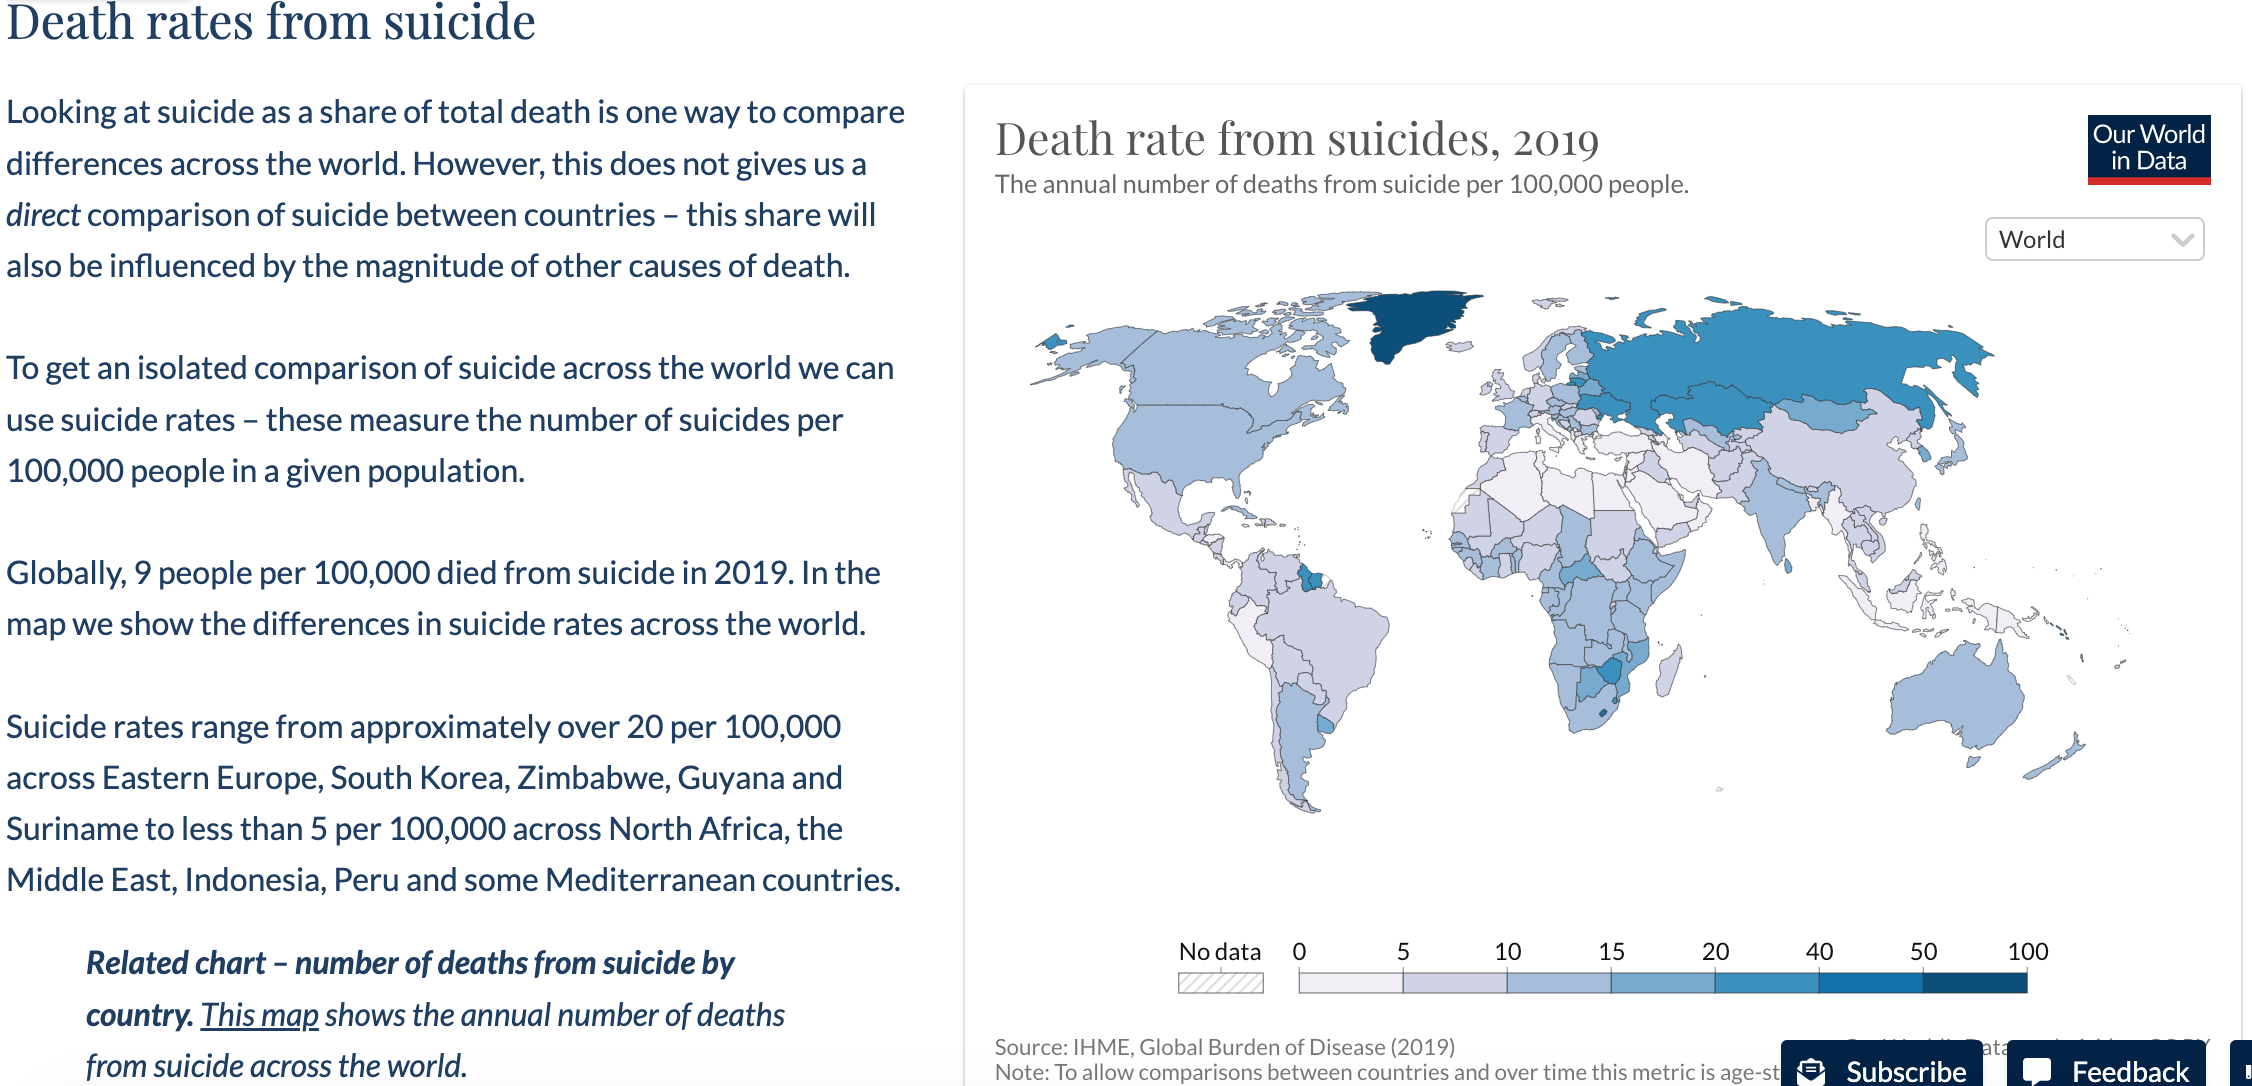 Death rates from suicide
Looking at suicide as a share of total death is one way to compare
differences across the world. However, this does not gives us a
direct comparison of suicide between countries – this share will
also be influenced by the magnitude of other causes of death.
To get an isolated comparison of suicide across the world we can
use suicide rates – these measure the number of suicides per
100,000 people in a given population.
Globally, 9 people per 100,000 died from suicide in 2019. In the
map we show the differences in suicide rates across the world.
Suicide rates range from approximately over 20 per 100,000
across Eastern Europe, South Korea, Zimbabwe, Guyana and
Suriname to less than 5 per 100,000 across North Africa, the
Middle East, Indonesia, Peru and some Mediterranean countries.
Related chart – number of deaths from suicide by
country. This map shows the annual number of deaths
from suicide across the world.
Death rate from suicides, 2019
The annual number of deaths from suicide per 100,000 people.
Our World
in Data
World
No data 0 5 10 15 20 40 50 100
Source: IHME, Global Burden of Disease (2019)
Note: To allow comparisons between countries and over time this metric is age-st
Subscribe
Feedback